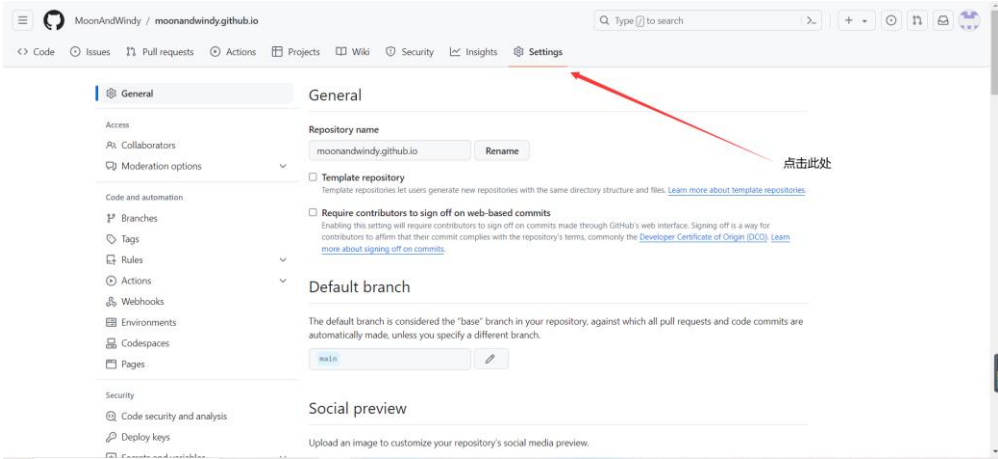 MoonAndWindy / moonandwindy.github.io
Type / to search
Code Issues Pull requests Actions Projects Wiki Security Insights Settings
General
Access
Collaborators
Moderation options
Code and automation
Branches
Tags
Rules
Actions
Webhooks
Environments
Codespaces
Pages
Security
Code security and analysis
Deploy keys
Secrets and variables
General
Repository name
moonandwindy.github.io Rename
点击此处
Template repository
Template repositories let users generate new repositories with the same directory structure and files. Learn more about template repositories.
Require contributors to sign off on web-based commits
Enabling this setting will require contributors to sign off on commits made through GitHub's web interface. Signing off is a way for
contributors to affirm that their commit complies with the repository's terms, commonly the Developer Certificate of Origin (DCO). Learn
more about signing off on commits.
Default branch
The default branch is considered the "base" branch in your repository, against which all pull requests and code commits are
automatically made, unless you specify a different branch.
main
Social preview
Upload an image to customize your repository's social media preview.